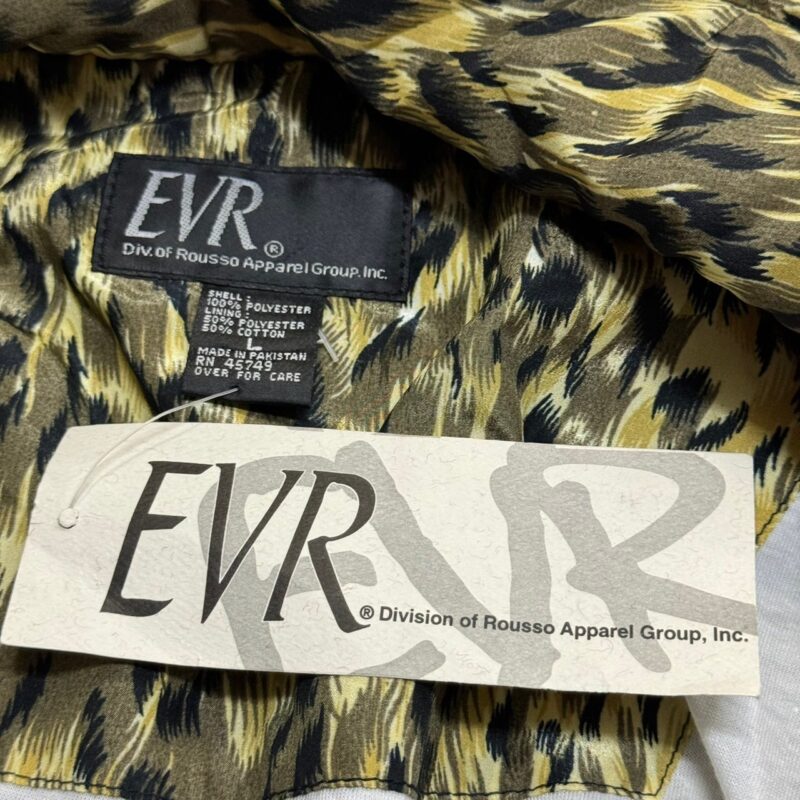 EVR®
Div. of Rousso Apparel Group, Inc.
SHELL:
100% POLYESTER
LINING:
50% POLYESTER
50% COTTON
L
MADE IN PAKISTAN
RN 45749
OVER FOR CARE
EVR
EVR
® Division of Rousso Apparel Group, Inc.